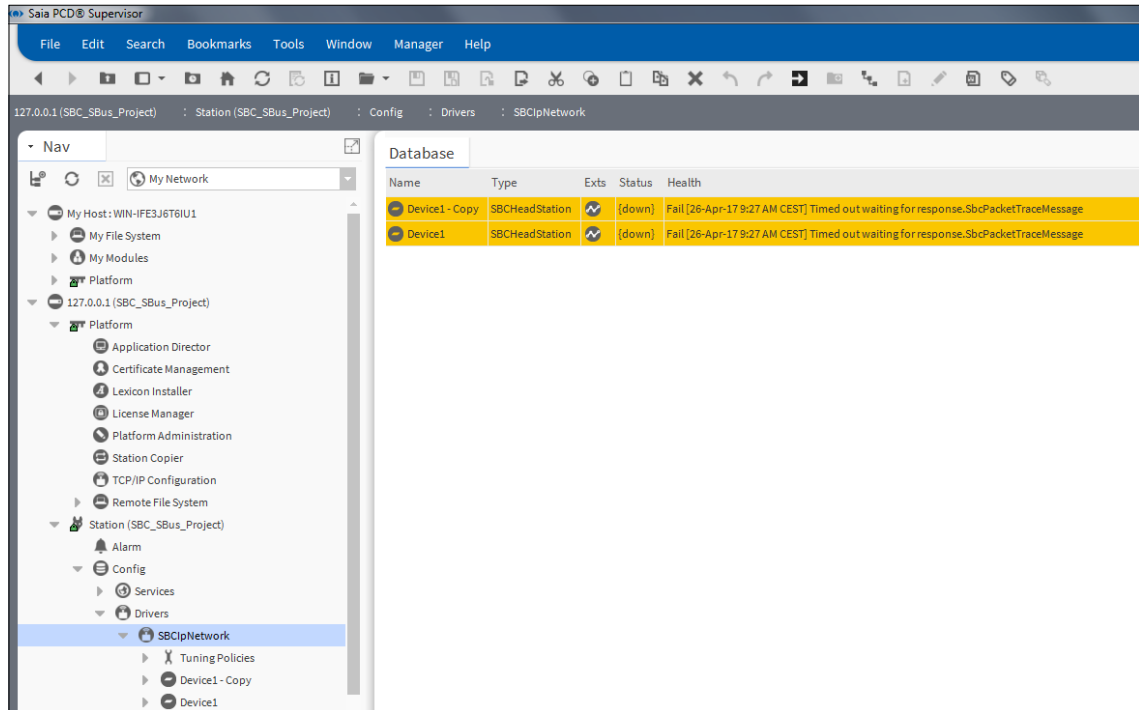 Saia PCD® Supervisor
File Edit Search Bookmarks Tools Window Manager Help
127.0.0.1 (SBC_SBus_Project) : Station (SBC_SBus_Project) : Config : Drivers : SBCIpNetwork
Nav
My Network
My Host : WIN-IFE3J6T6IU1
My File System
My Modules
Platform
127.0.0.1 (SBC_SBus_Project)
Platform
Application Director
Certificate Management
Lexicon Installer
License Manager
Platform Administration
Station Copier
TCP/IP Configuration
Remote File System
Station (SBC_SBus_Project)
Alarm
Config
Services
Drivers
SBCIpNetwork
Tuning Policies
Device1 - Copy
Device1
Database
Name Type Exts Status Health
Device1 - Copy SBCHeadStation {down} Fail [26-Apr-17 9:27 AM CEST] Timed out waiting for response.SbcPacketTraceMessage
Device1 SBCHeadStation {down} Fail [26-Apr-17 9:27 AM CEST] Timed out waiting for response.SbcPacketTraceMessage